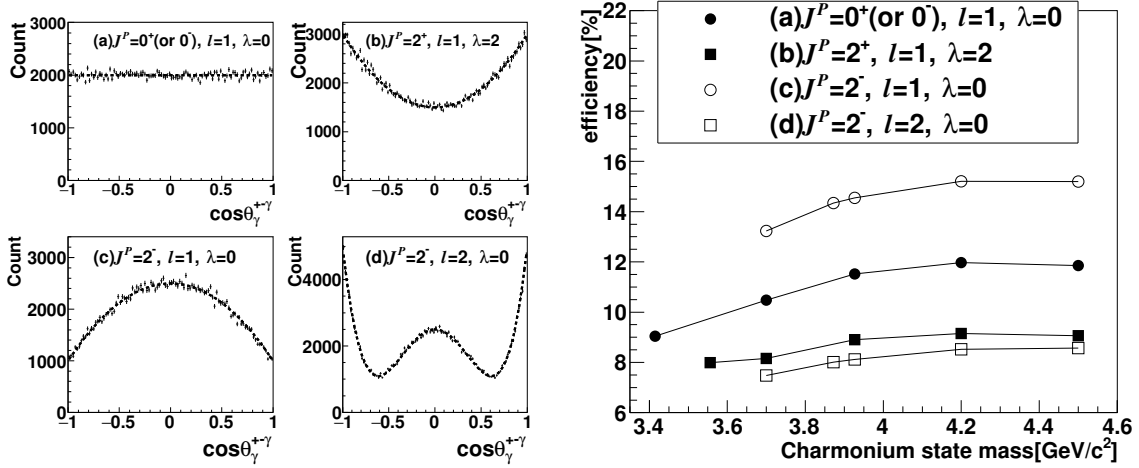 Count
3000
2000
1000
0
(a)J^P=0^+(or 0^-), l=1, λ=0
−1 −0.5 0 0.5 1
cosθ_γ^{+-γ}
Count
3000
2000
1000
0
(b)J^P=2^+, l=1, λ=2
−1 −0.5 0 0.5 1
cosθ_γ^{+-γ}
Count
3000
2000
1000
0
(c)J^P=2^-, l=1, λ=0
−1 −0.5 0 0.5 1
cosθ_γ^{+-γ}
Count
4000
2000
0
(d)J^P=2^-, l=2, λ=0
−1 −0.5 0 0.5 1
cosθ_γ^{+-γ}
efficiency[%]
22
20
18
16
14
12
10
8
6
(a)J^P=0^+(or 0^-), l=1, λ=0
(b)J^P=2^+, l=1, λ=2
(c)J^P=2^-, l=1, λ=0
(d)J^P=2^-, l=2, λ=0
3.4 3.6 3.8 4 4.2 4.4 4.6
Charmonium state mass[GeV/c^2]